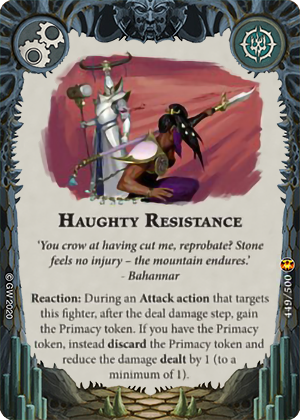 HAUGHTY RESISTANCE
'You crow at having cut me, reprobate? Stone
feels no injury – the mountain endures.'
- Bahannar
Reaction: During an Attack action that targets
this fighter, after the deal damage step, gain
the Primacy token. If you have the Primacy
token, instead discard the Primacy token and
reduce the damage dealt by 1 (to a
minimum of 1).
© GW 2020
449/500